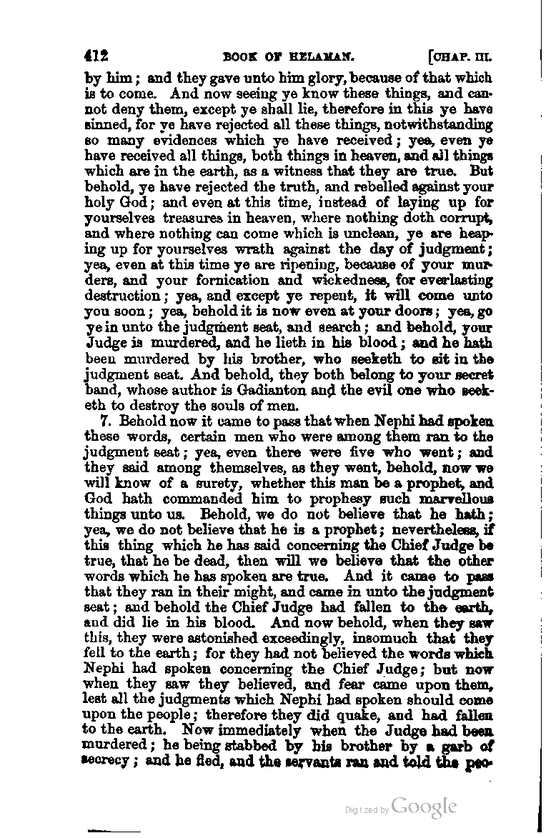 412 BOOK OF HELAMAN. [CHAP. III.
by him; and they gave unto him glory, because of that which
is to come. And now seeing ye know these things, and can-
not deny them, except ye shall lie, therefore in this ye have
sinned, for ye have rejected all these things, notwithstanding
so many evidences which ye have received; yea, even ye
have received all things, both things in heaven, and all things
which are in the earth, as a witness that they are true. But
behold, ye have rejected the truth, and rebelled against your
holy God; and even at this time, instead of laying up for
yourselves treasures in heaven, where nothing doth corrupt,
and where nothing can come which is unclean, ye are heap-
ing up for yourselves wrath against the day of judgment;
yea, even at this time ye are ripening, because of your mur-
ders, and your fornication and wickedness, for everlasting
destruction; yea, and except ye repent, it will come unto
you soon; yea, behold it is now even at your doors; yea, go
ye in unto the judgment seat, and search; and behold, your
Judge is murdered, and he lieth in his blood; and he hath
been murdered by his brother, who seeketh to sit in the
judgment seat. And behold, they both belong to your secret
band, whose author is Gadianton and the evil one who seek-
eth to destroy the souls of men.
7. Behold now it came to pass that when Nephi had spoken
these words, certain men who were among them ran to the
judgment seat; yea, even there were five who went; and
they said among themselves, as they went, behold, now we
will know of a surety, whether this man be a prophet, and
God hath commanded him to prophesy such marvellous
things unto us. Behold, we do not believe that he hath;
yea, we do not believe that he is a prophet; nevertheless, if
this thing which he has said concerning the Chief Judge be
true, that he be dead, then will we believe that the other
words which he has spoken are true. And it came to pass
that they ran in their might, and came in unto the judgment
seat; and behold the Chief Judge had fallen to the earth,
and did lie in his blood. And now behold, when they saw
this, they were astonished exceedingly, insomuch that they
fell to the earth; for they had not believed the words which
Nephi had spoken concerning the Chief Judge; but now
when they saw they believed, and fear came upon them,
lest all the judgments which Nephi had spoken should come
upon the people; therefore they did quake, and had fallen
to the earth. Now immediately when the Judge had been
murdered; he being stabbed by his brother by a garb of
secrecy; and he fled, and the servants ran and told the peo-
Digitized by Google